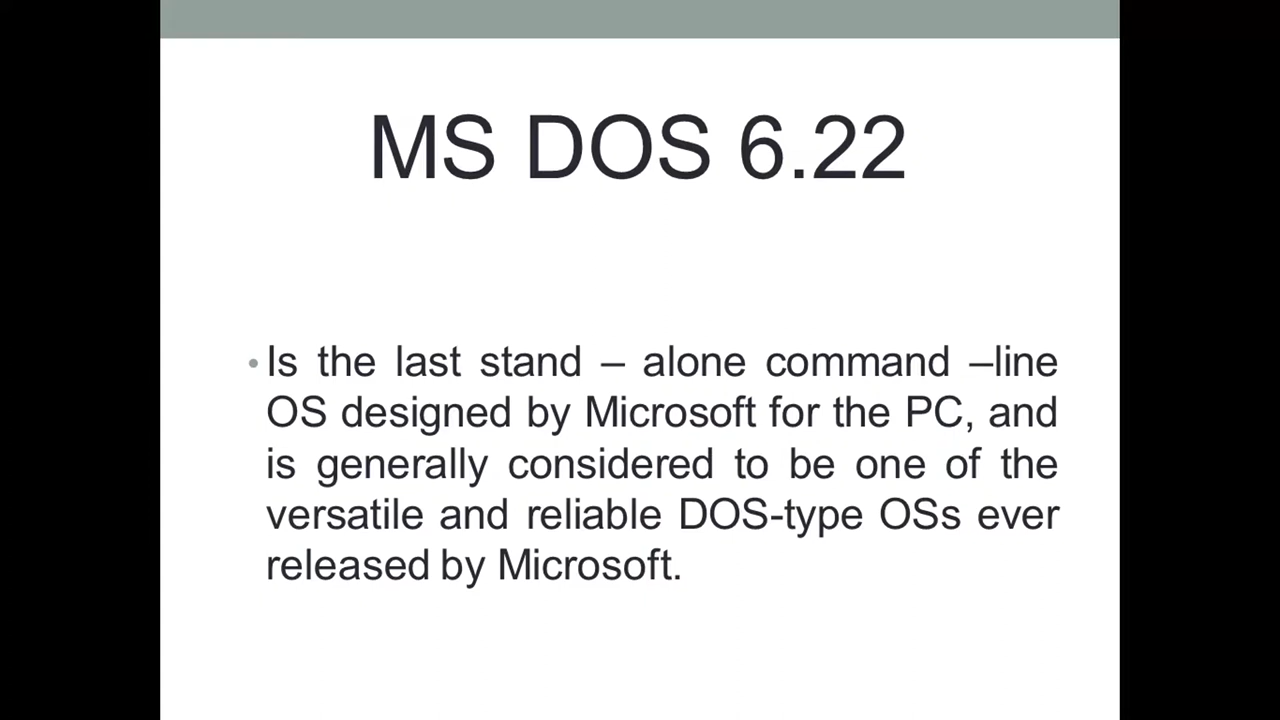 MS DOS 6.22
•Is the last stand – alone command –line
OS designed by Microsoft for the PC, and
is generally considered to be one of the
versatile and reliable DOS-type OSs ever
released by Microsoft.